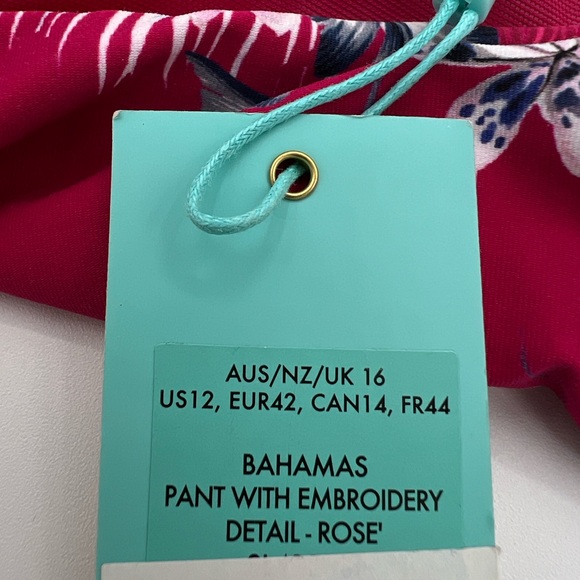 AUS/NZ/UK 16
US12, EUR42, CAN14, FR44
BAHAMAS
PANT WITH EMBROIDERY
DETAIL - ROSE'